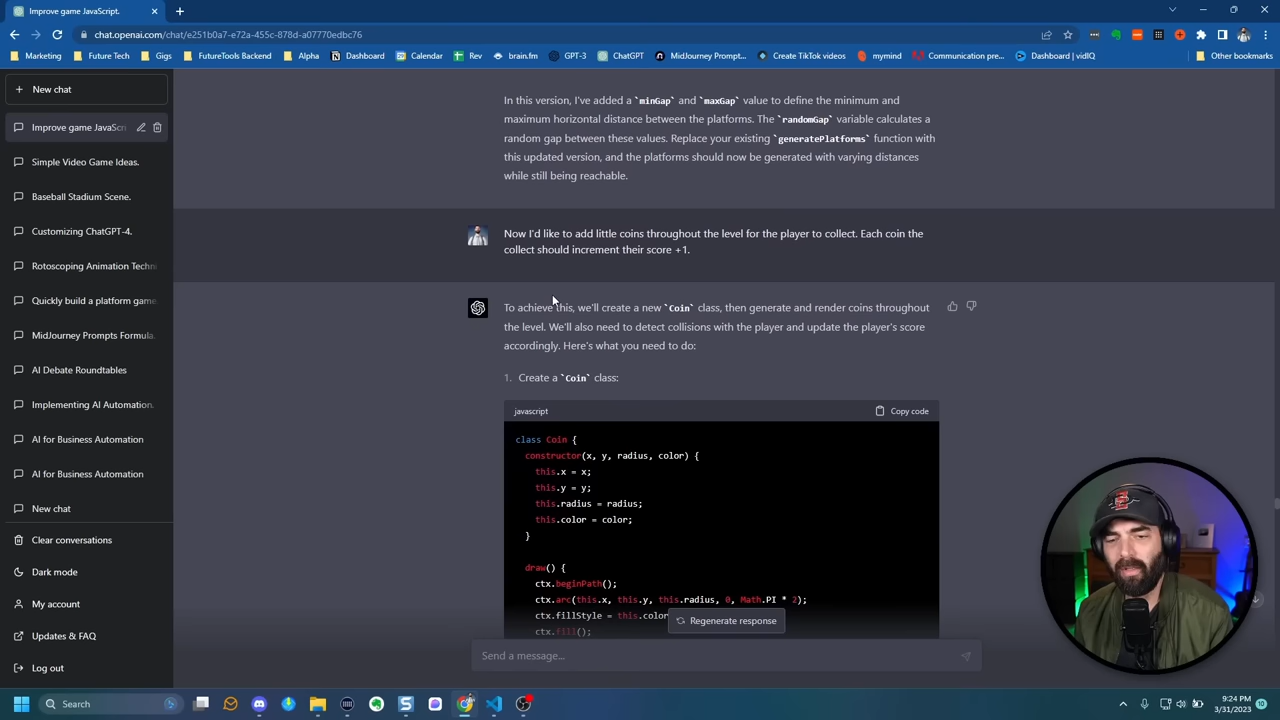 Improve game JavaScript.
chat.openai.com/chat/e251b0a7-e72a-455c-878d-a07770edbc76
Marketing
Future Tech
Gigs
FutureTools Backend
Amazon
Alpha
Dashboard
Calendar
Rev
brain.fm
GPT-3
ChatGPT
MidJourney Prompts...
Create TikTok videos
mymind
Communication pre...
Dashboard | vidIQ
Other bookmarks
New chat
Improve game JavaScri
Simple Video Game Ideas.
Baseball Stadium Scene.
Customizing ChatGPT-4.
Rotoscoping Animation Techn
Quickly build a platform game
MidJourney Prompts Formula.
AI Debate Roundtables
Implementing AI Automation.
AI for Business Automation
AI for Business Automation
New chat
Clear conversations
Dark mode
My account
Updates & FAQ
Log out
In this version, I've added a `minGap` and `maxGap` value to define the minimum and
maximum horizontal distance between the platforms. The `randomGap` variable calculates a
random gap between these values. Replace your existing `generatePlatforms` function with
this updated version, and the platforms should now be generated with varying distances
while still being reachable.
Now I'd like to add little coins throughout the level for the player to collect. Each coin the
collect should increment their score +1.
To achieve this, we'll create a new `Coin` class, then generate and render coins throughout
the level. We'll also need to detect collisions with the player and update the player's score
accordingly. Here's what you need to do:
1. Create a `Coin` class:
javascript
Copy code
class Coin {
constructor(x, y, radius, color) {
this.x = x;
this.y = y;
this.radius = radius;
this.color = color;
}
draw() {
ctx.beginPath();
ctx.arc(this.x, this.y, this.radius, 0, Math.PI * 2);
ctx.fillStyle = this.color
ctx.fill();
Regenerate response
Send a message...
Search
9:24 PM
3/31/2023